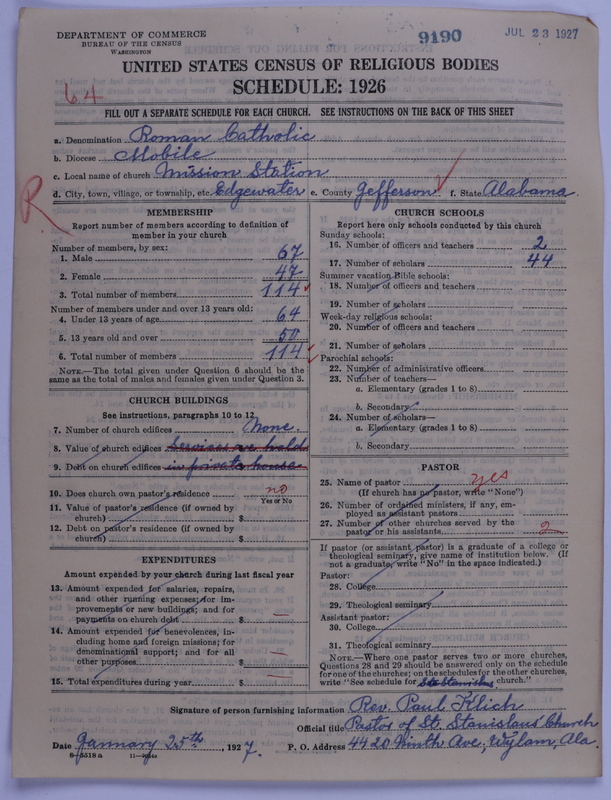 DEPARTMENT OF COMMERCE
BUREAU OF THE CENSUS
WASHINGTON
9190
JUL 23 1927
UNITED STATES CENSUS OF RELIGIOUS BODIES
SCHEDULE: 1926
64
FILL OUT A SEPARATE SCHEDULE FOR EACH CHURCH. SEE INSTRUCTIONS ON THE BACK OF THIS SHEET
a. Denomination Roman Catholic
b. Diocese Mobile
c. Local name of church Mission Station
d. City, town, village, or township, etc. Edgewater e. County Jefferson f. State Alabama
R
MEMBERSHIP
Report number of members according to definition of
member in your church
Number of members, by sex:
1. Male 67
2. Female 47
3. Total number of members 114
Number of members under and over 13 years old:
4. Under 13 years of age 64
5. 13 years old and over 50
6. Total number of members 114
NOTE.—The total given under Question 6 should be the
same as the total of males and females given under Question 3.
CHURCH BUILDINGS
See instructions, paragraphs 10 to 12
7. Number of church edifices None
8. Value of church edifices Services are held
9. Debt on church edifices in private house
10. Does church own pastor's residence no
Yes or No
11. Value of pastor's residence (if owned by
church) $
12. Debt on pastor's residence (if owned by
church) $
EXPENDITURES
Amount expended by your church during last fiscal year
13. Amount expended for salaries, repairs,
and other running expenses; for im-
provements or new buildings; and for
payments on church debt $ —
14. Amount expended for benevolences, in-
cluding home and foreign missions; for
denominational support; and for all
other purposes $ —
15. Total expenditures during year $ —
CHURCH SCHOOLS
Report here only schools conducted by this church
Sunday schools:
16. Number of officers and teachers 2
17. Number of scholars 44
Summer vacation Bible schools:
18. Number of officers and teachers
19. Number of scholars
Week-day religious schools:
20. Number of officers and teachers
21. Number of scholars
Parochial schools:
22. Number of administrative officers
23. Number of teachers—
a. Elementary (grades 1 to 8)
b. Secondary
24. Number of scholars—
a. Elementary (grades 1 to 8)
b. Secondary
PASTOR
25. Name of pastor yes
(If church has no pastor, write "None")
26. Number of ordained ministers, if any, em-
ployed as assistant pastors
27. Number of other churches served by the
pastor or his assistants 2
If pastor (or assistant pastor) is a graduate of a college or
theological seminary, give name of institution below. (If
not a graduate, write "No" in the space indicated.)
Pastor:
28. College
29. Theological seminary
Assistant pastor:
30. College
31. Theological seminary
NOTE.—Where one pastor serves two or more churches,
Questions 28 and 29 should be answered only on the schedule
for one of the churches; on the schedules for the other churches,
write "See schedule for St. Stanislaus church."
Signature of person furnishing information Rev. Paul Klich
Official title Pastor of St. Stanislaus Church
Date January 25th, 1927. P. O. Address 4420 Ninth Ave., Wylam, Ala.